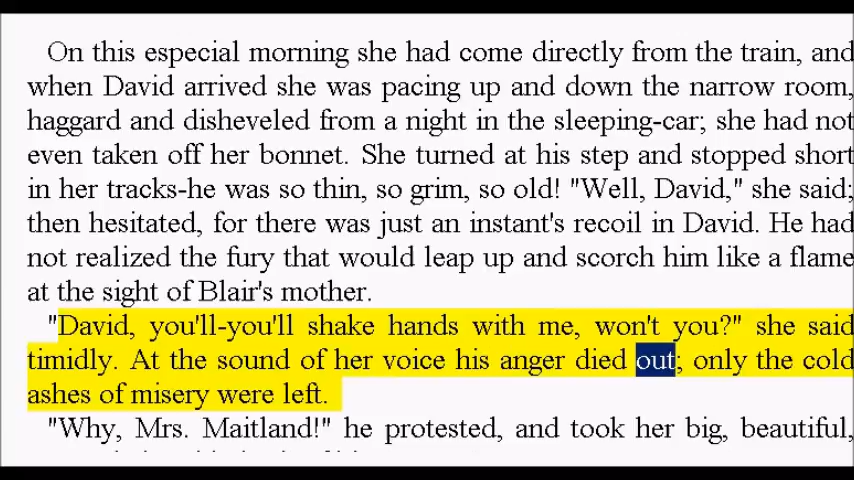 On this especial morning she had come directly from the train, and
when David arrived she was pacing up and down the narrow room,
haggard and disheveled from a night in the sleeping-car; she had not
even taken off her bonnet. She turned at his step and stopped short
in her tracks-he was so thin, so grim, so old! "Well, David," she said;
then hesitated, for there was just an instant's recoil in David. He had
not realized the fury that would leap up and scorch him like a flame
at the sight of Blair's mother.
"David, you'll-you'll shake hands with me, won't you?" she said
timidly. At the sound of her voice his anger died out; only the cold
ashes of misery were left.
"Why, Mrs. Maitland!" he protested, and took her big, beautiful,